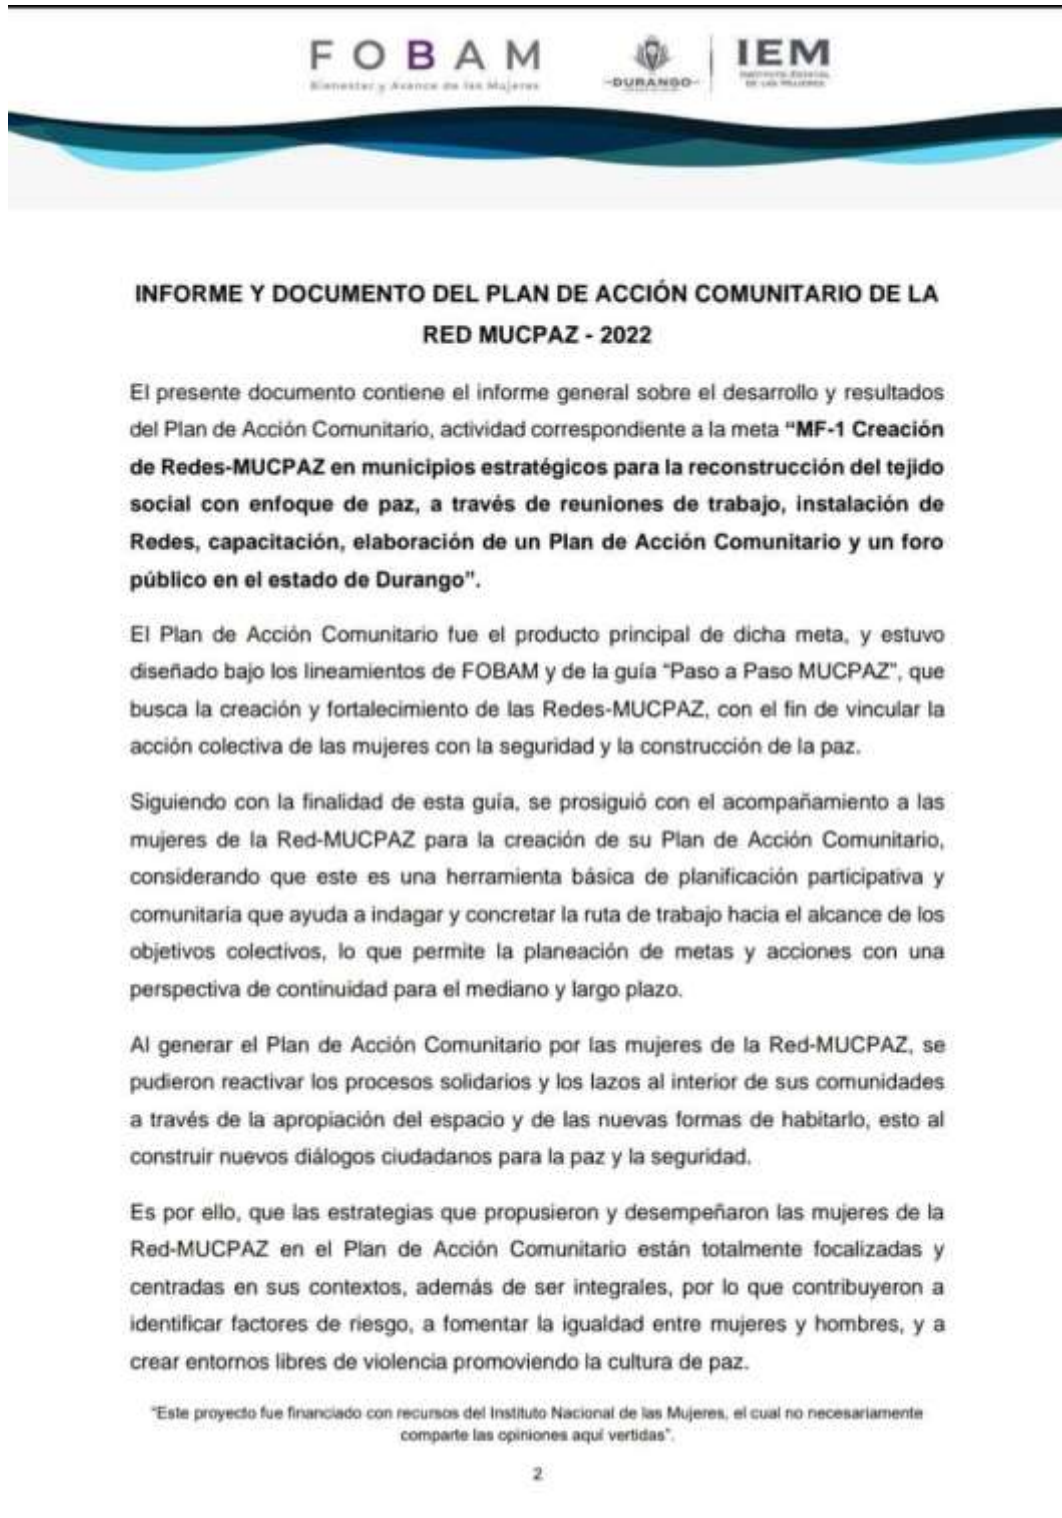 FOBAM
Bienestar y Avance de las Mujeres
DURANGO
IEM
INSTITUTO ESTATAL
DE LAS MUJERES
INFORME Y DOCUMENTO DEL PLAN DE ACCIÓN COMUNITARIO DE LA
RED MUCPAZ - 2022
El presente documento contiene el informe general sobre el desarrollo y resultados
del Plan de Acción Comunitario, actividad correspondiente a la meta “MF-1 Creación
de Redes-MUCPAZ en municipios estratégicos para la reconstrucción del tejido
social con enfoque de paz, a través de reuniones de trabajo, instalación de
Redes, capacitación, elaboración de un Plan de Acción Comunitario y un foro
público en el estado de Durango”.
El Plan de Acción Comunitario fue el producto principal de dicha meta, y estuvo
diseñado bajo los lineamientos de FOBAM y de la guía “Paso a Paso MUCPAZ”, que
busca la creación y fortalecimiento de las Redes-MUCPAZ, con el fin de vincular la
acción colectiva de las mujeres con la seguridad y la construcción de la paz.
Siguiendo con la finalidad de esta guía, se prosiguió con el acompañamiento a las
mujeres de la Red-MUCPAZ para la creación de su Plan de Acción Comunitario,
considerando que este es una herramienta básica de planificación participativa y
comunitaria que ayuda a indagar y concretar la ruta de trabajo hacia el alcance de los
objetivos colectivos, lo que permite la planeación de metas y acciones con una
perspectiva de continuidad para el mediano y largo plazo.
Al generar el Plan de Acción Comunitario por las mujeres de la Red-MUCPAZ, se
pudieron reactivar los procesos solidarios y los lazos al interior de sus comunidades
a través de la apropiación del espacio y de las nuevas formas de habitarlo, esto al
construir nuevos diálogos ciudadanos para la paz y la seguridad.
Es por ello, que las estrategias que propusieron y desempeñaron las mujeres de la
Red-MUCPAZ en el Plan de Acción Comunitario están totalmente focalizadas y
centradas en sus contextos, además de ser integrales, por lo que contribuyeron a
identificar factores de riesgo, a fomentar la igualdad entre mujeres y hombres, y a
crear entornos libres de violencia promoviendo la cultura de paz.
“Este proyecto fue financiado con recursos del Instituto Nacional de las Mujeres, el cual no necesariamente
comparte las opiniones aquí vertidas”.
2